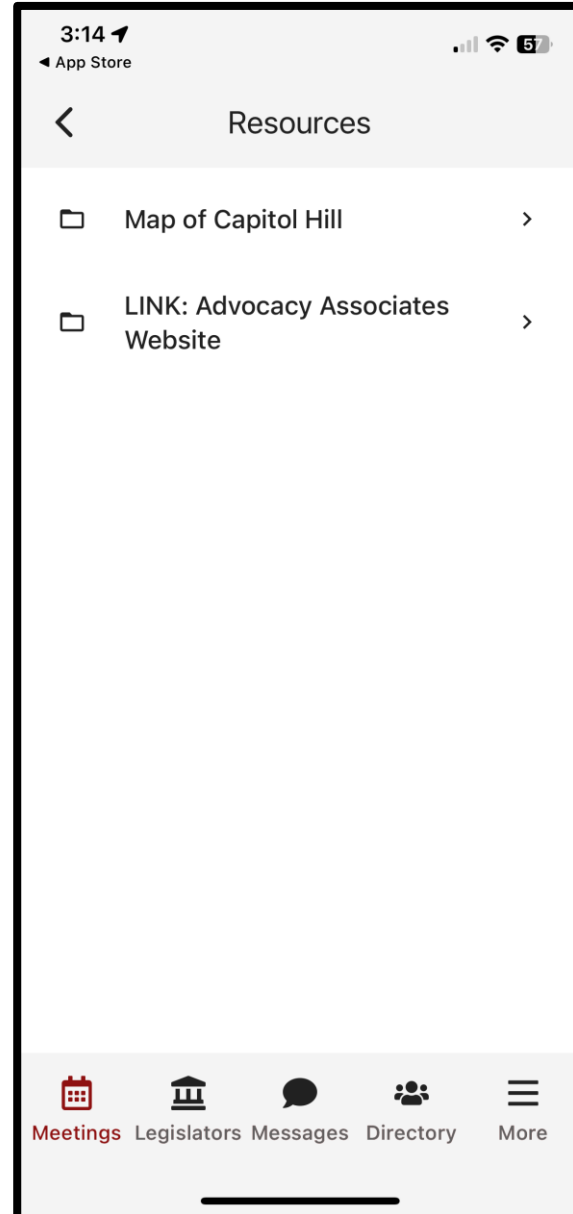 3:14
◀ App Store
57
Resources
Map of Capitol Hill
LINK: Advocacy Associates
Website
Meetings Legislators Messages Directory More